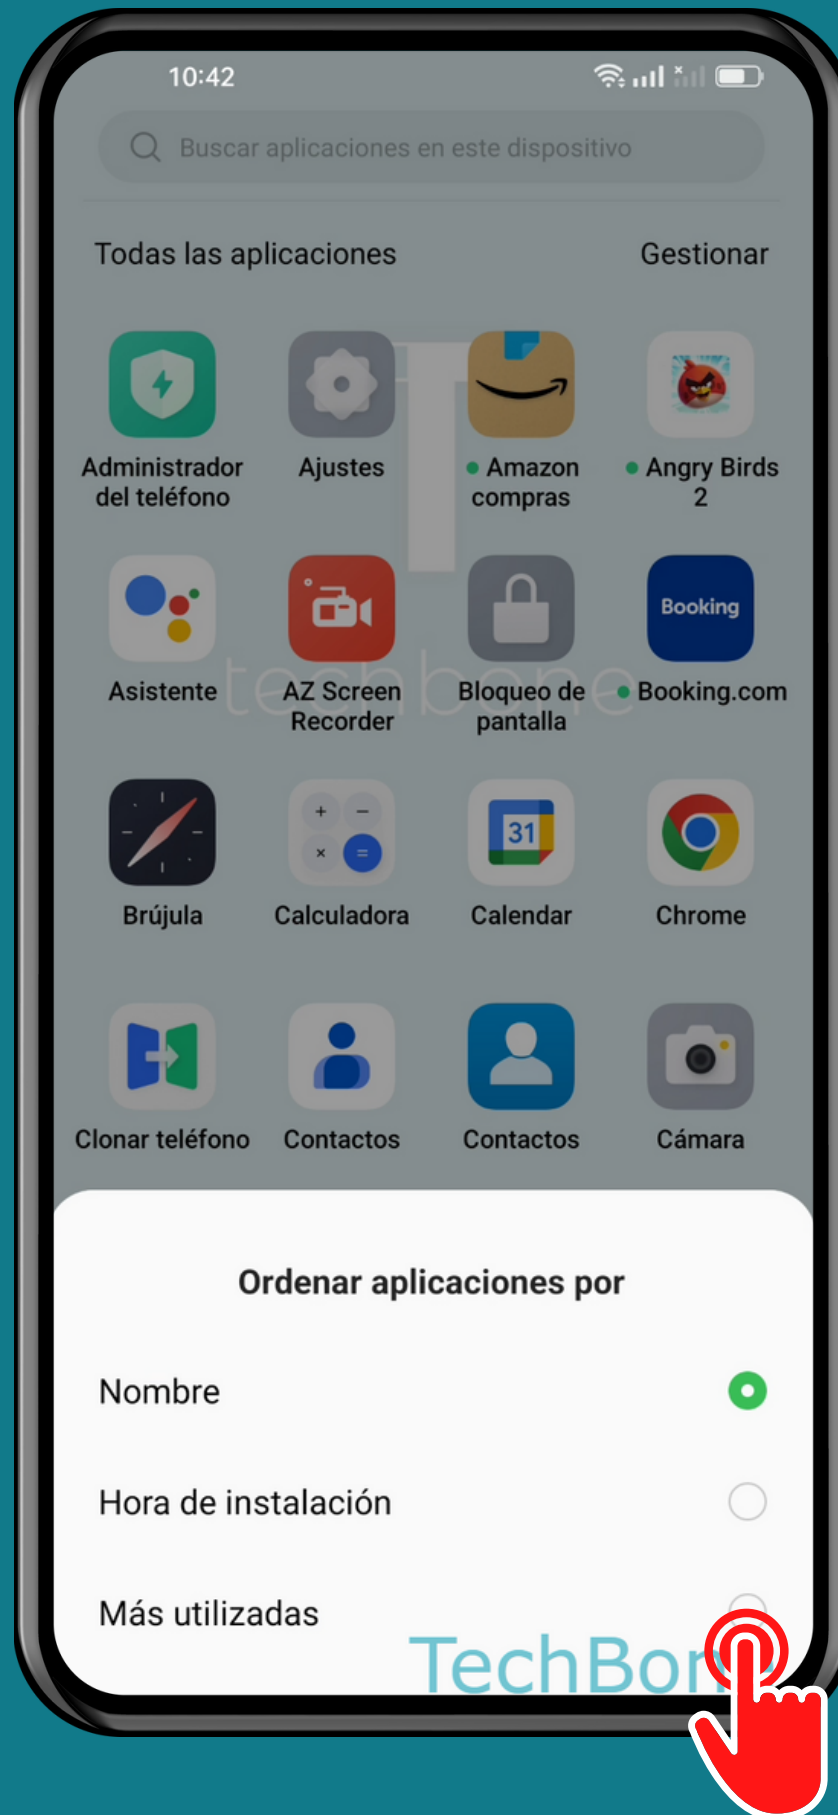 10:42
Buscar aplicaciones en este dispositivo
Todas las aplicaciones Gestionar
Administrador del teléfono
Ajustes
Amazon compras
Angry Birds 2
Asistente
AZ Screen Recorder
Bloqueo de pantalla
Booking
Booking.com
techbone
Brújula
+ − × =
Calculadora
31
Calendar
Chrome
Clonar teléfono
Contactos
Contactos
Cámara
Ordenar aplicaciones por
Nombre
Hora de instalación
Más utilizadas
TechBone